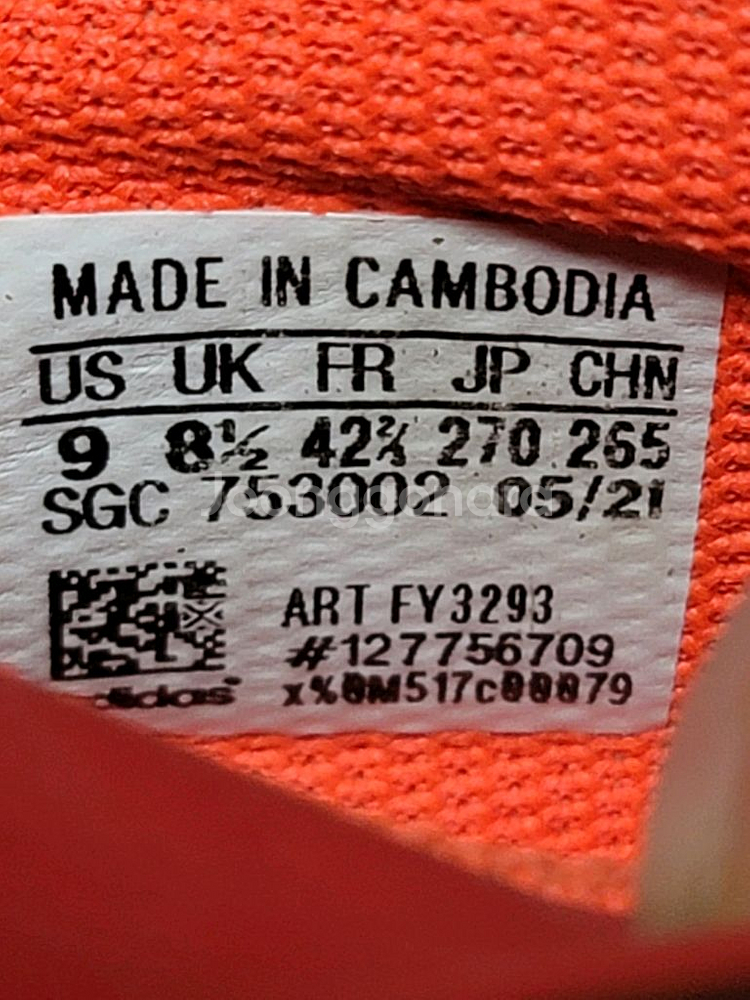 MADE IN CAMBODIA
US UK FR JP CHN
9 8½ 42⅔ 270 265
SGC 753002 05/21
Joonggonara
ART FY3293
#127756709
adidas x%0M517c00079